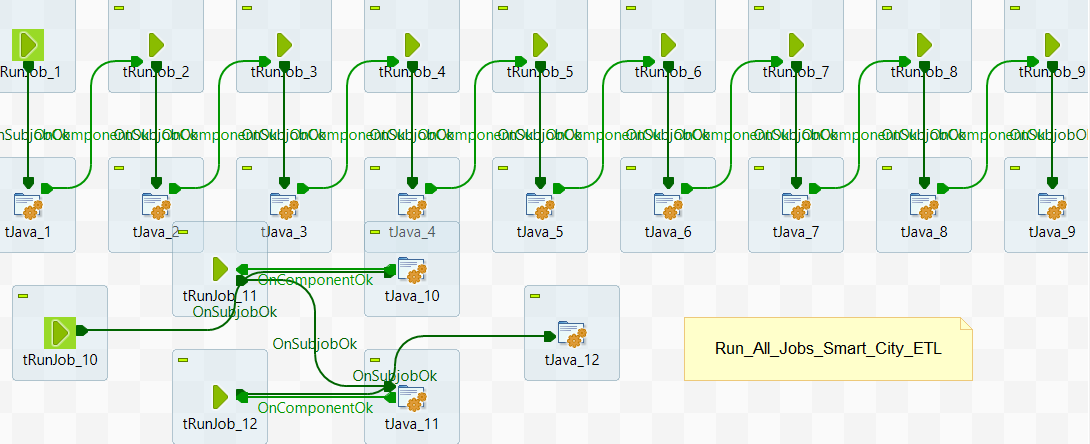 tRunJob_1 tRunJob_2 tRunJob_3 tRunJob_4 tRunJob_5 tRunJob_6 tRunJob_7 tRunJob_8 tRunJob_9
OnSubjobOk OnComponentOk OnSubjobOk OnComponentOk OnSubjobOk OnComponentOk OnSubjobOk OnComponentOk OnSubjobOk OnComponentOk OnSubjobOk OnComponentOk OnSubjobOk OnComponentOk OnSubjobOk OnComponentOk OnSubjobO
tJava_1 tJava_2 tJava_3 tJava_4 tJava_5 tJava_6 tJava_7 tJava_8 tJava_9
OnComponentOk
tRunJob_11 tJava_10
OnSubjobOk
OnSubjobOk
tRunJob_10 tJava_12 Run_All_Jobs_Smart_City_ETL
OnSubjobOk
OnComponentOk
tRunJob_12 tJava_11